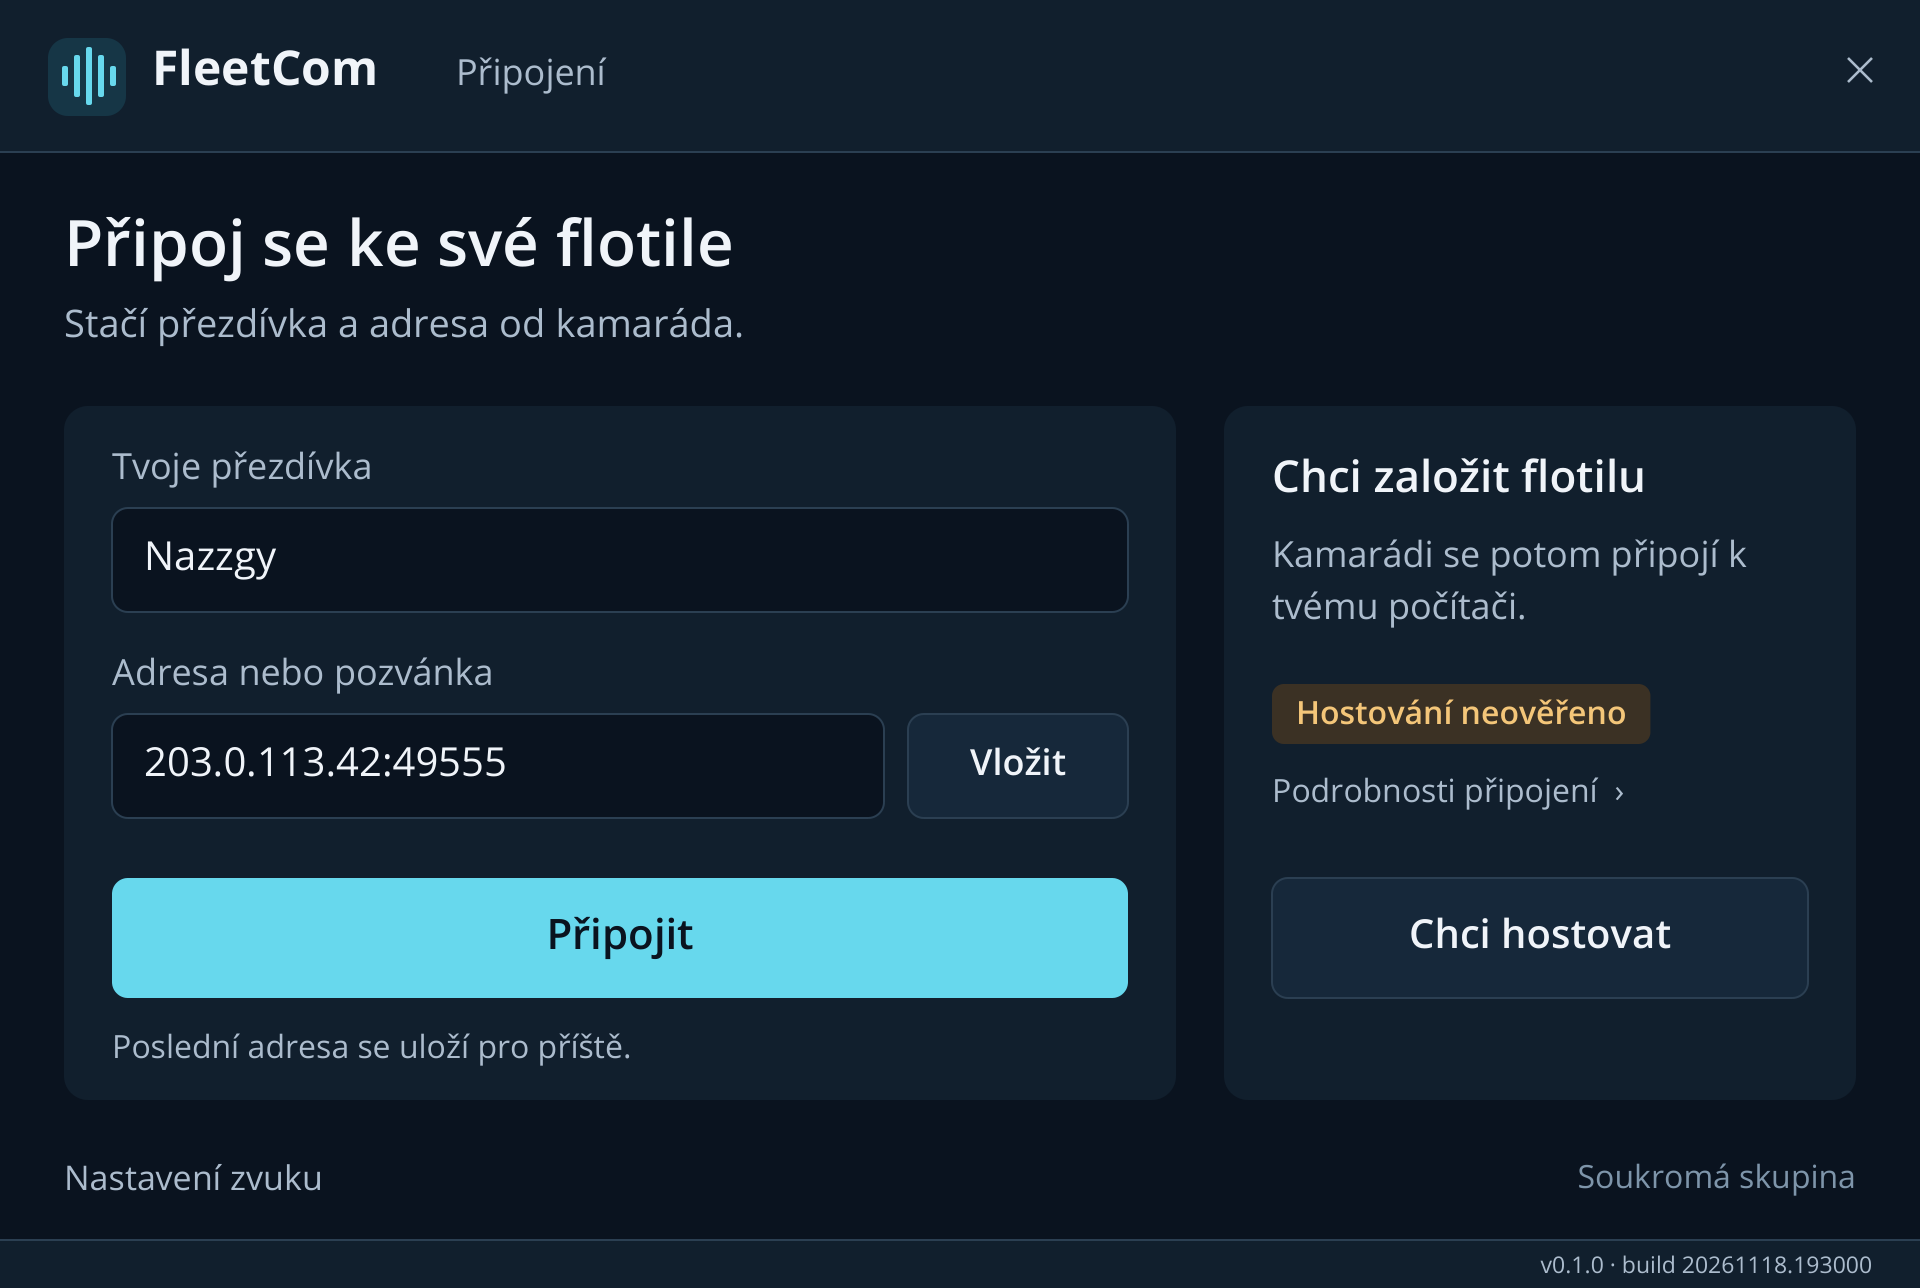 FleetCom
Připojení
Připoj se ke své flotile
Stačí přezdívka a adresa od kamaráda.
Tvoje přezdívka
Nazzgy
Adresa nebo pozvánka
203.0.113.42:49555
Vložit
Připojit
Poslední adresa se uloží pro příště.
Chci založit flotilu
Kamarádi se potom připojí k
tvému počítači.
Hostování neověřeno
Podrobnosti připojení ›
Chci hostovat
Nastavení zvuku
Soukromá skupina
v0.1.0 · build 20261118.193000